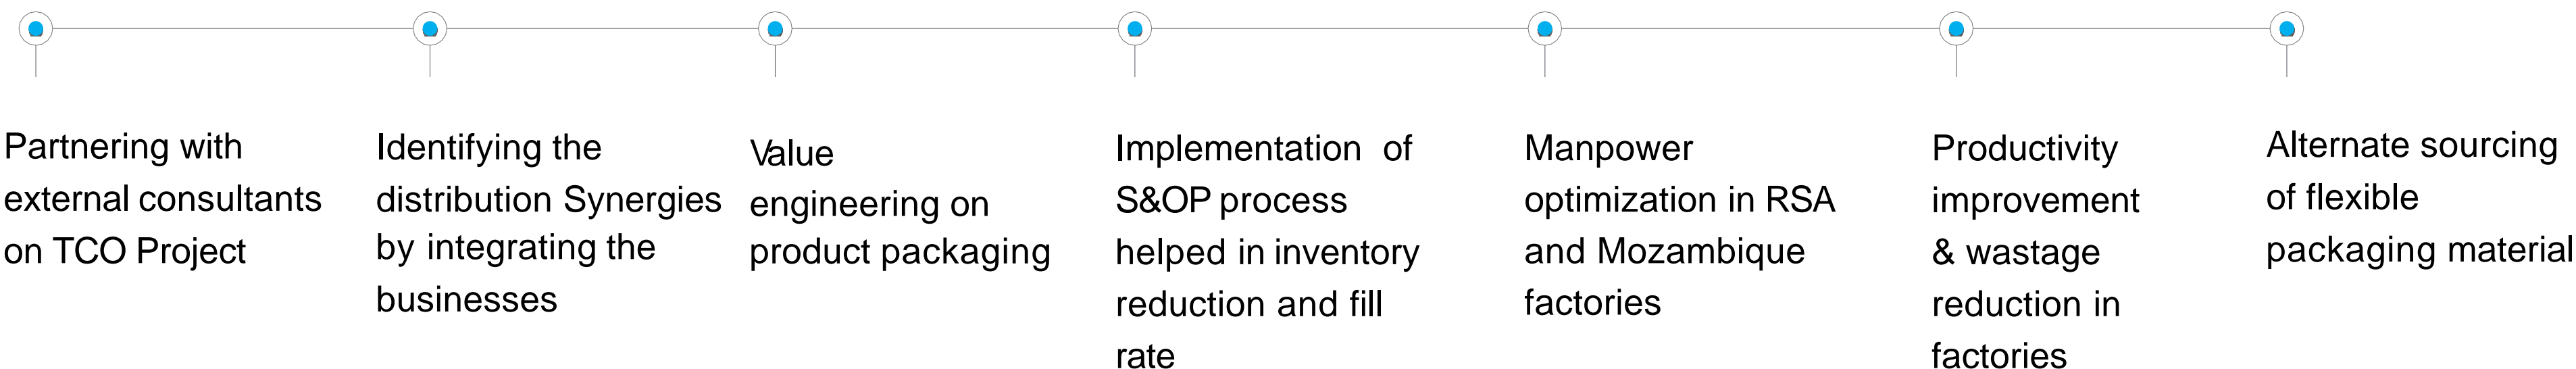 Partnering with
external consultants
on TCO Project
Identifying the
distribution Synergies
by integrating the
businesses
Value
engineering on
product packaging
Implementation of
S&OP process
helped in inventory
reduction and fill
rate
Manpower
optimization in RSA
and Mozambique
factories
Productivity
improvement
& wastage
reduction in
factories
Alternate sourcing
of flexible
packaging material